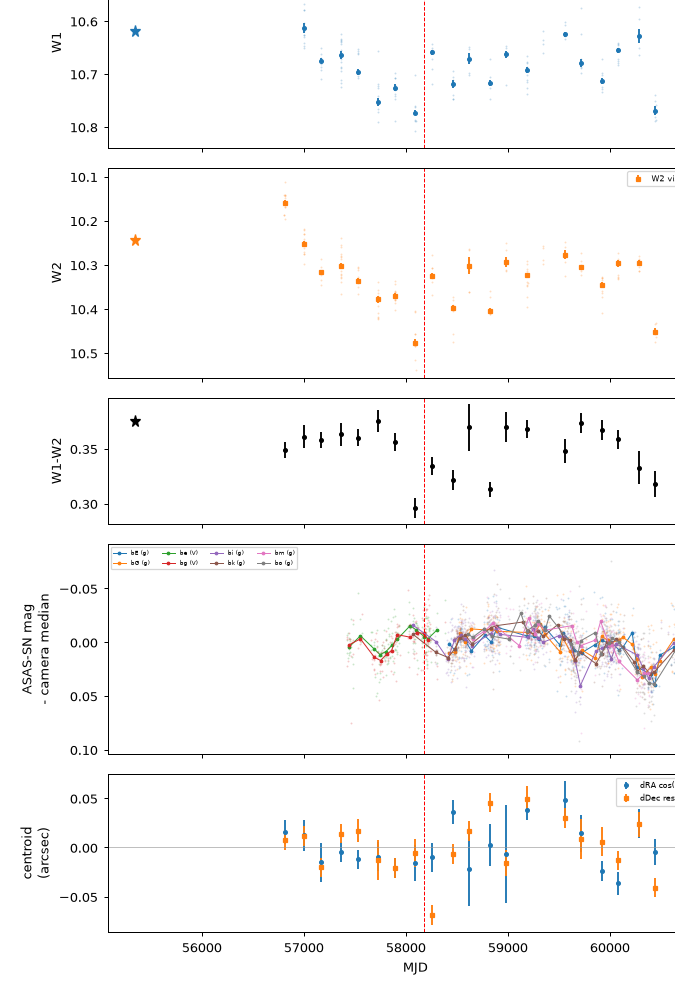 10.6
10.7
10.8
W1
10.1
10.2
10.3
10.4
10.5
W2
W2 vi
0.35
0.30
W1-W2
bE (g)
ba (V)
bi (g)
bm (g)
bG (g)
bg (V)
bk (g)
bo (g)
−0.05
0.00
0.05
0.10
ASAS-SN mag
- camera median
dRA cos(
dDec res
0.05
0.00
−0.05
centroid
(arcsec)
56000
57000
58000
59000
60000
MJD